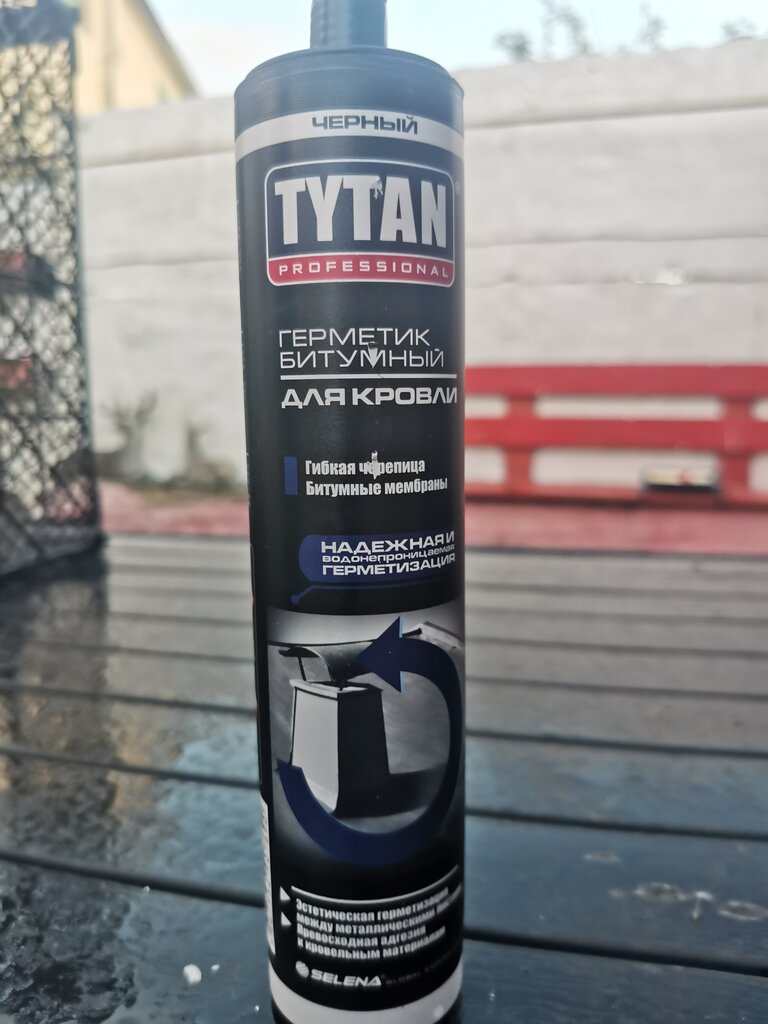 ЧЕРНЫЙ
TYTAN
PROFESSIONAL
ГЕРМЕТИК
БИТУМНЫЙ
ДЛЯ КРОВЛИ
Гибкая черепица
Битумные мембраны
НАДЕЖНАЯ И
водонепроницаемая
ГЕРМЕТИЗАЦИЯ
Эстетическая герметизация
между металлическими
Превосходная адгезия
к кровельным материалам
SELENA